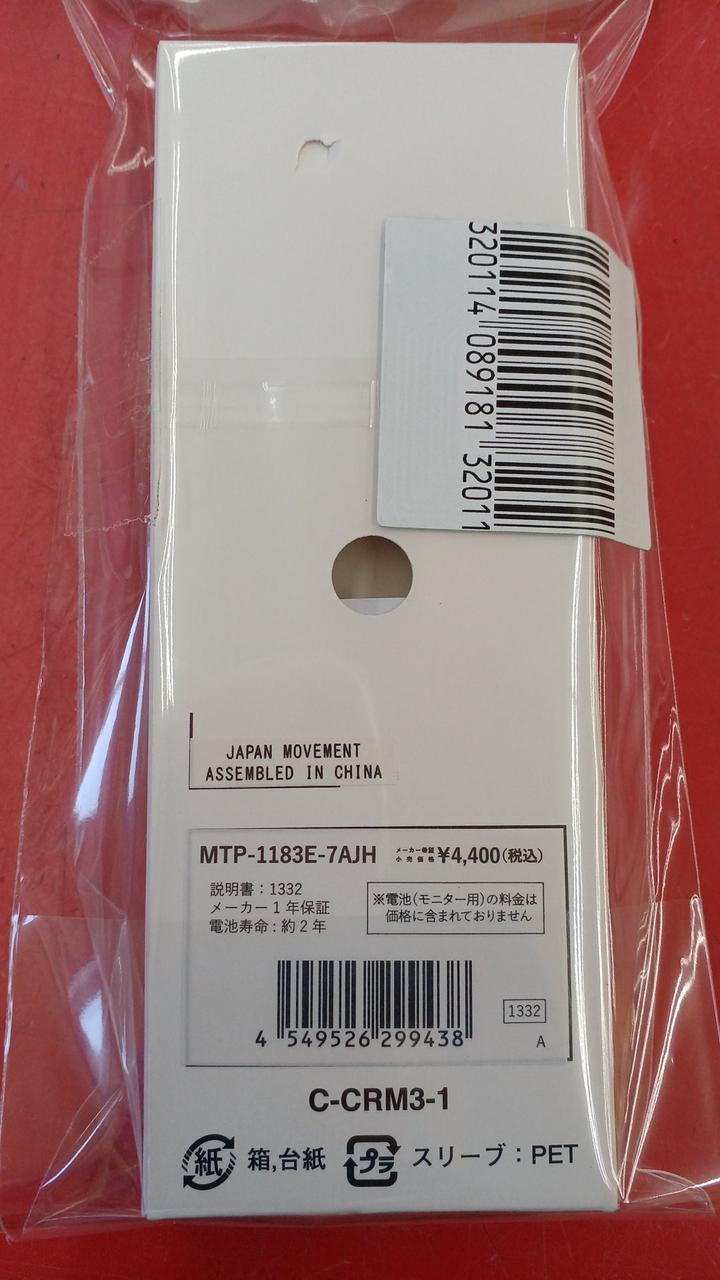 320114 089181 32011
JAPAN MOVEMENT
ASSEMBLED IN CHINA
MTP-1183E-7AJH メーカー希望小売価格 ¥4,400(税込)
説明書：1332
メーカー１年保証
電池寿命：約２年
※電池(モニター用)の料金は
価格に含まれておりません
4 549526 299438
1332
A
C-CRM3-1
紙 箱,台紙 プラ スリーブ：PET